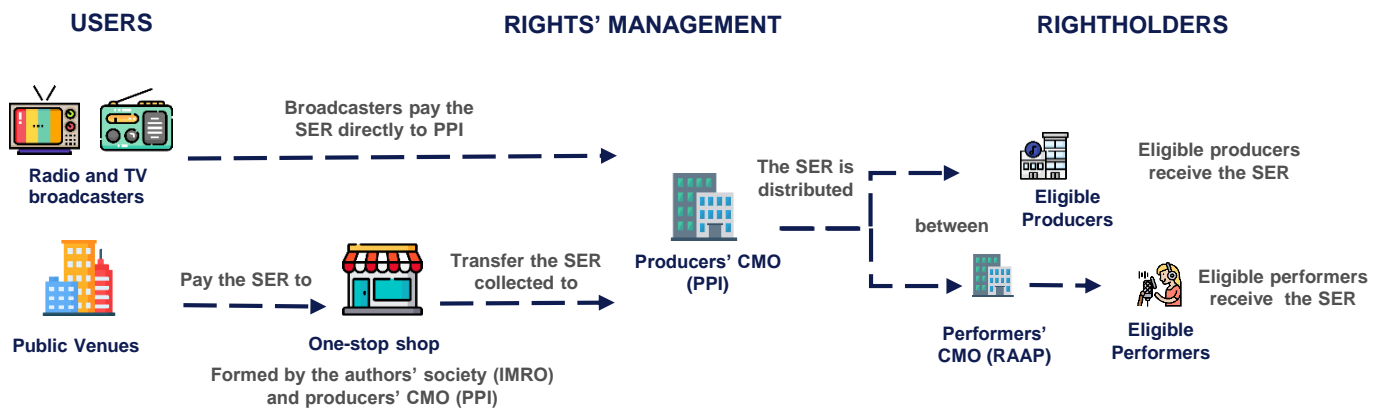 USERS
RIGHTS' MANAGEMENT
RIGHTHOLDERS
Broadcasters pay the
SER directly to PPI
Radio and TV
broadcasters
The SER is
distributed
between
Eligible
Producers
Eligible producers
receive the SER
Public Venues
Pay the SER to
One-stop shop
Formed by the authors' society (IMRO)
and producers' CMO (PPI)
Transfer the SER
collected to
Producers' CMO
(PPI)
Performers'
CMO (RAAP)
Eligible
Performers
Eligible performers
receive the SER